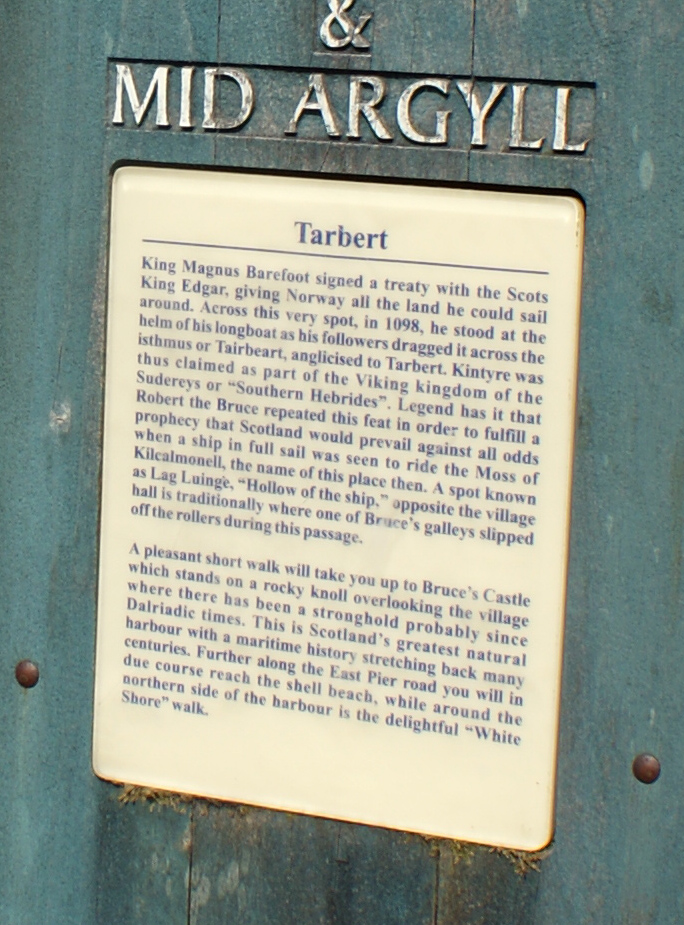 &
MID ARGYLL
Tarbert
King Magnus Barefoot signed a treaty with the Scots
King Edgar, giving Norway all the land he could sail
around. Across this very spot, in 1098, he stood at the
helm of his longboat as his followers dragged it across the
isthmus or Tairbeart, anglicised to Tarbert. Kintyre was
thus claimed as part of the Viking kingdom of the
Sudereys or “Southern Hebrides”. Legend has it that
Robert the Bruce repeated this feat in order to fulfill a
prophecy that Scotland would prevail against all odds
when a ship in full sail was seen to ride the Moss of
Kilcalmonell, the name of this place then. A spot known
as Lag Luinge, “Hollow of the ship,” opposite the village
hall is traditionally where one of Bruce’s galleys slipped
off the rollers during this passage.
A pleasant short walk will take you up to Bruce’s Castle
which stands on a rocky knoll overlooking the village
where there has been a stronghold probably since
Dalriadic times. This is Scotland’s greatest natural
harbour with a maritime history stretching back many
centuries. Further along the East Pier road you will in
due course reach the shell beach, while around the
northern side of the harbour is the delightful “White
Shore” walk.